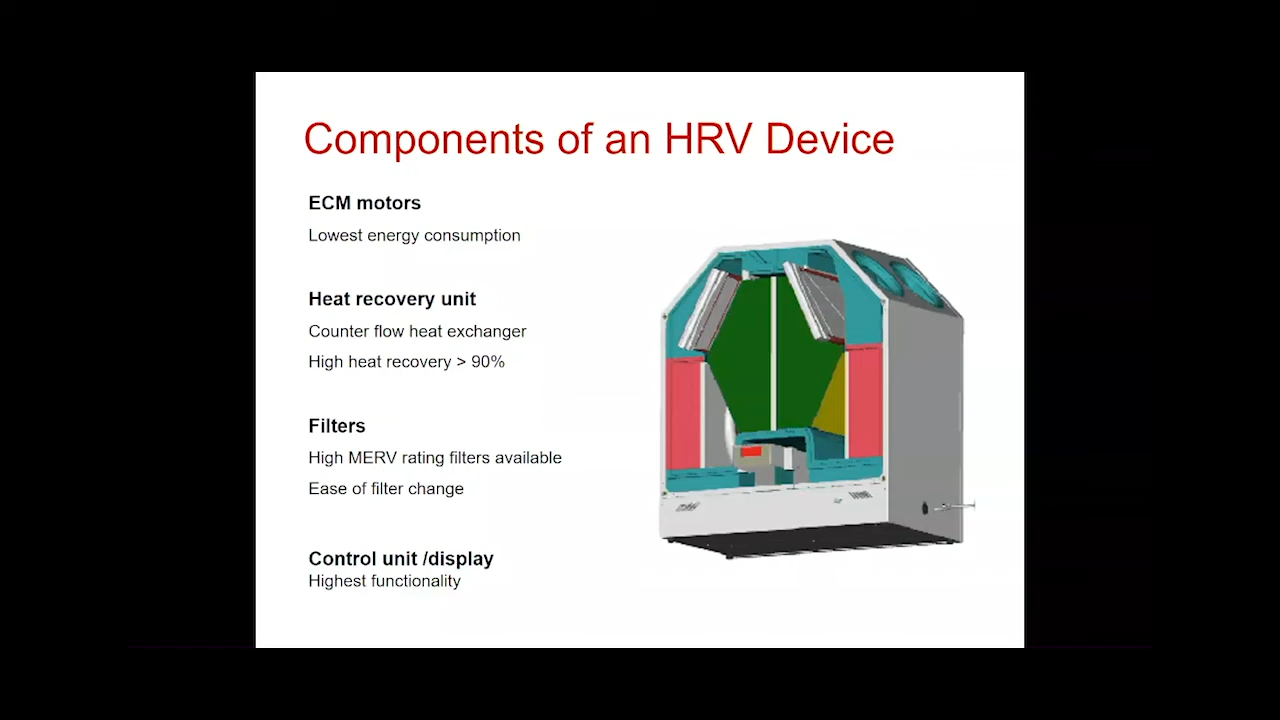 Components of an HRV Device
ECM motors
Lowest energy consumption
Heat recovery unit
Counter flow heat exchanger
High heat recovery > 90%
Filters
High MERV rating filters available
Ease of filter change
Control unit /display
Highest functionality